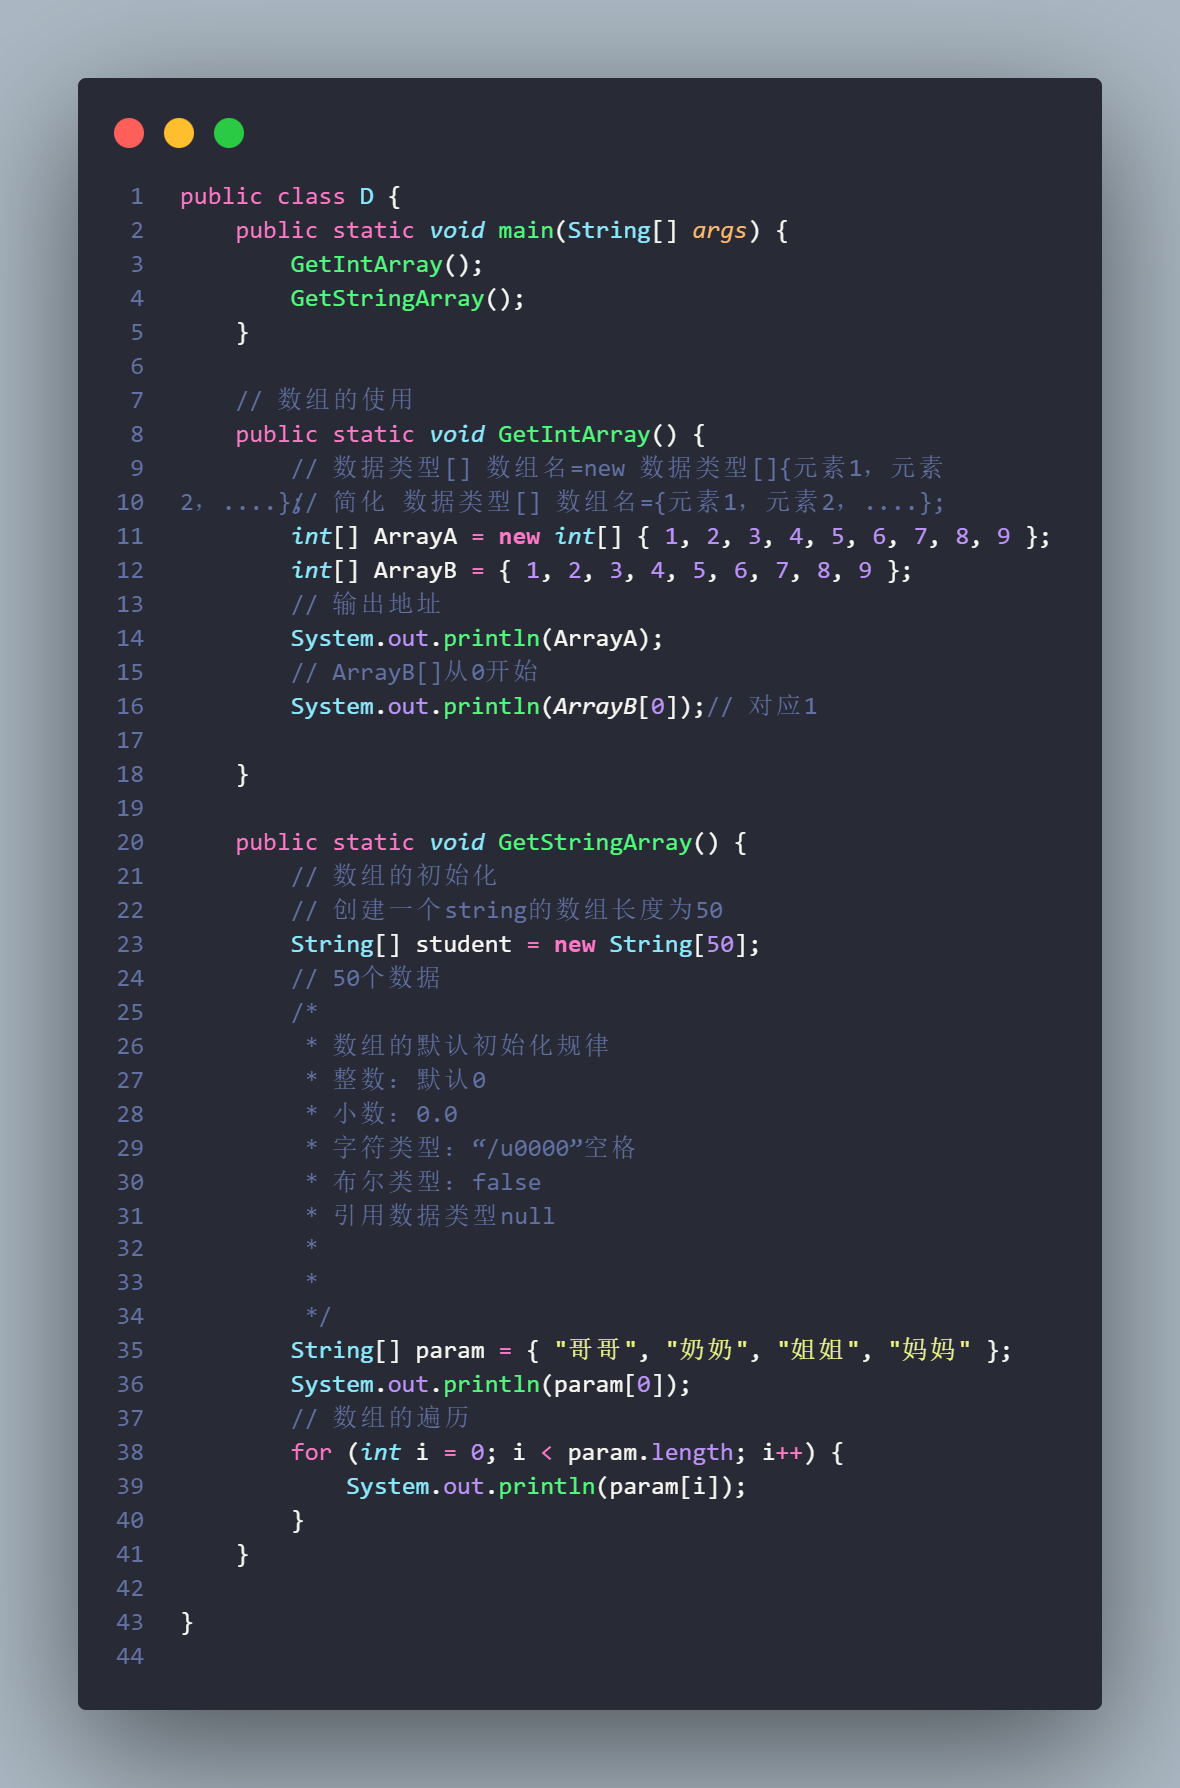 1 public class D {
2     public static void main(String[] args) {
3         GetIntArray();
4         GetStringArray();
5     }
6
7     // 数组的使用
8     public static void GetIntArray() {
9         // 数据类型[] 数组名=new 数据类型[]{元素1，元素
10 2，....};// 简化 数据类型[] 数组名={元素1，元素2，....};
11         int[] ArrayA = new int[] { 1, 2, 3, 4, 5, 6, 7, 8, 9 };
12         int[] ArrayB = { 1, 2, 3, 4, 5, 6, 7, 8, 9 };
13         // 输出地址
14         System.out.println(ArrayA);
15         // ArrayB[]从0开始
16         System.out.println(ArrayB[0]);// 对应1
17
18     }
19
20     public static void GetStringArray() {
21         // 数组的初始化
22         // 创建一个string的数组长度为50
23         String[] student = new String[50];
24         // 50个数据
25         /*
26          * 数组的默认初始化规律
27          * 整数：默认0
28          * 小数：0.0
29          * 字符类型：“/u0000”空格
30          * 布尔类型：false
31          * 引用数据类型null
32          *
33          *
34          */
35         String[] param = { "哥哥", "奶奶", "姐姐", "妈妈" };
36         System.out.println(param[0]);
37         // 数组的遍历
38         for (int i = 0; i < param.length; i++) {
39             System.out.println(param[i]);
40         }
41     }
42
43 }
44